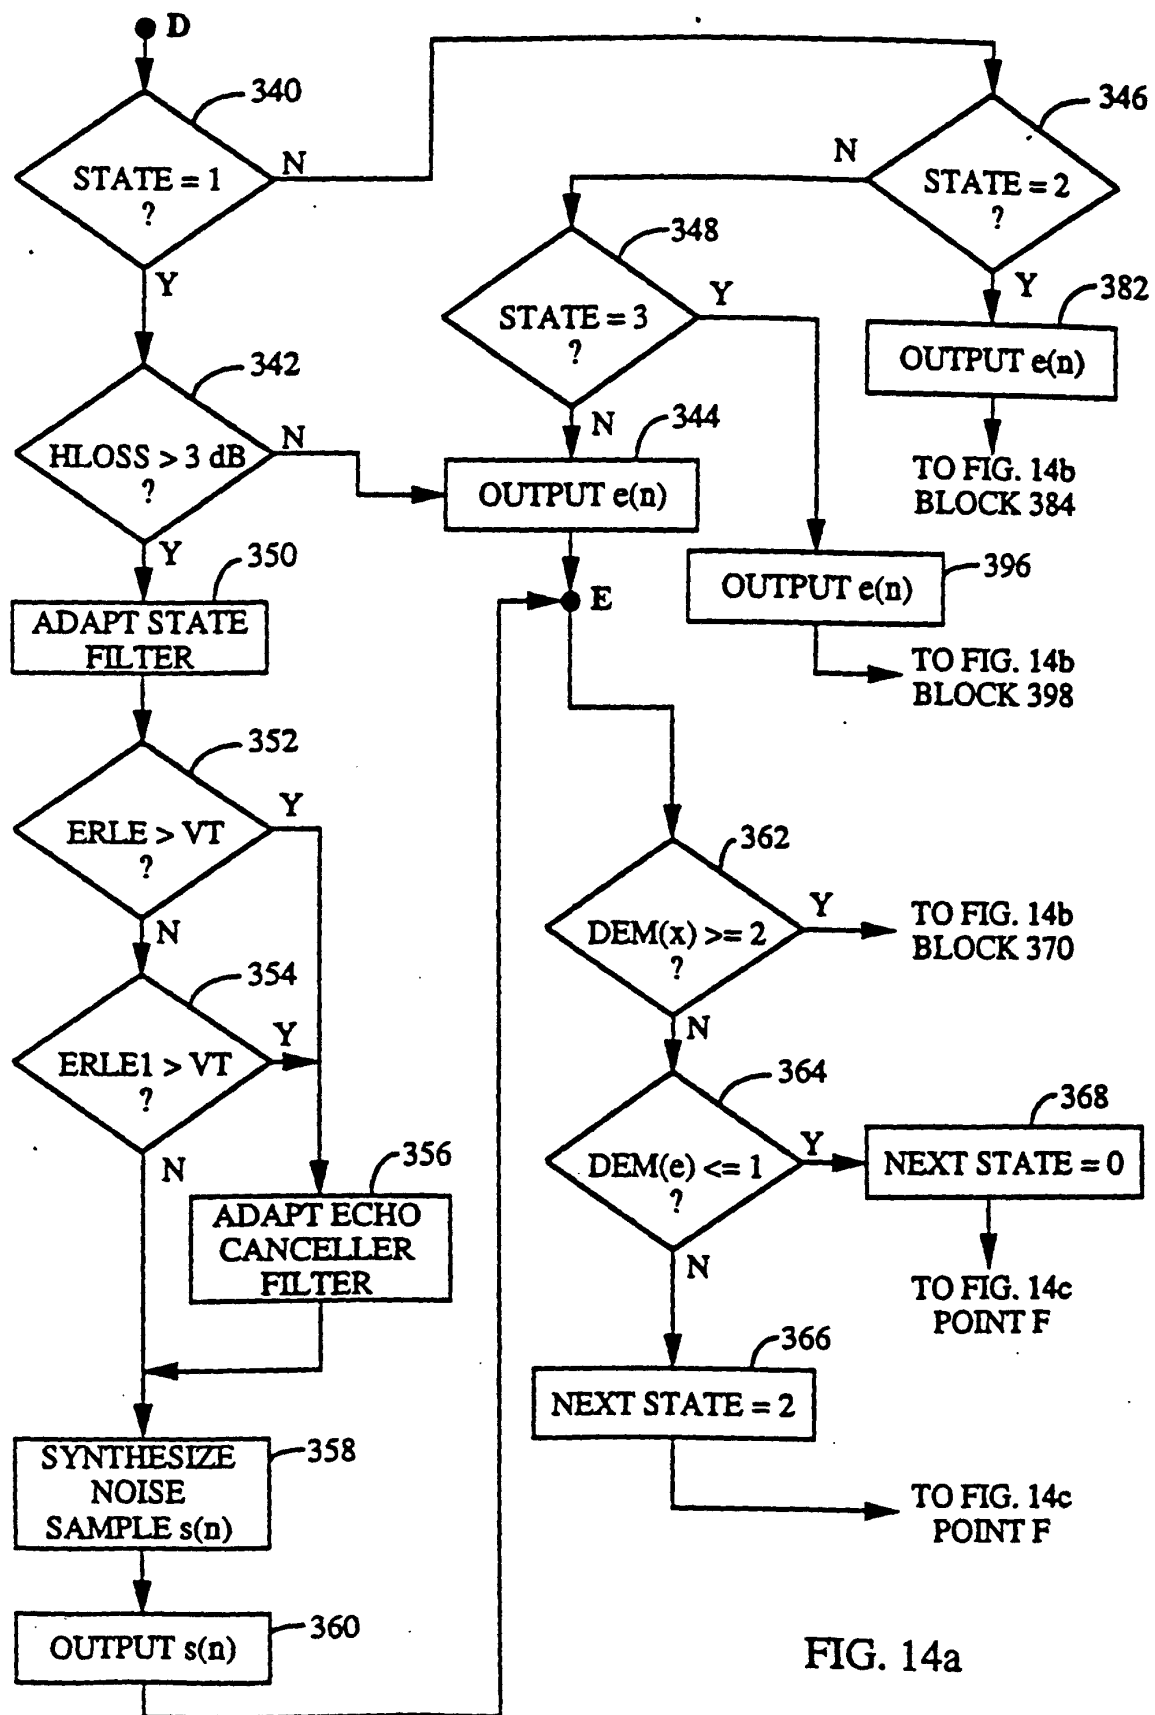 D
340
STATE = 1
?
N
Y
346
STATE = 2
?
N
Y
348
STATE = 3
?
Y
N
382
OUTPUT e(n)
TO FIG. 14b
BLOCK 384
342
HLOSS > 3 dB
?
N
Y
344
OUTPUT e(n)
E
396
OUTPUT e(n)
TO FIG. 14b
BLOCK 398
350
ADAPT STATE
FILTER
352
ERLE > VT
?
Y
N
354
ERLE1 > VT
?
Y
N
356
ADAPT ECHO
CANCELLER
FILTER
358
SYNTHESIZE
NOISE
SAMPLE s(n)
360
OUTPUT s(n)
362
DEM(x) >= 2
?
Y
N
TO FIG. 14b
BLOCK 370
364
DEM(e) <= 1
?
Y
N
368
NEXT STATE = 0
TO FIG. 14c
POINT F
366
NEXT STATE = 2
TO FIG. 14c
POINT F
FIG. 14a